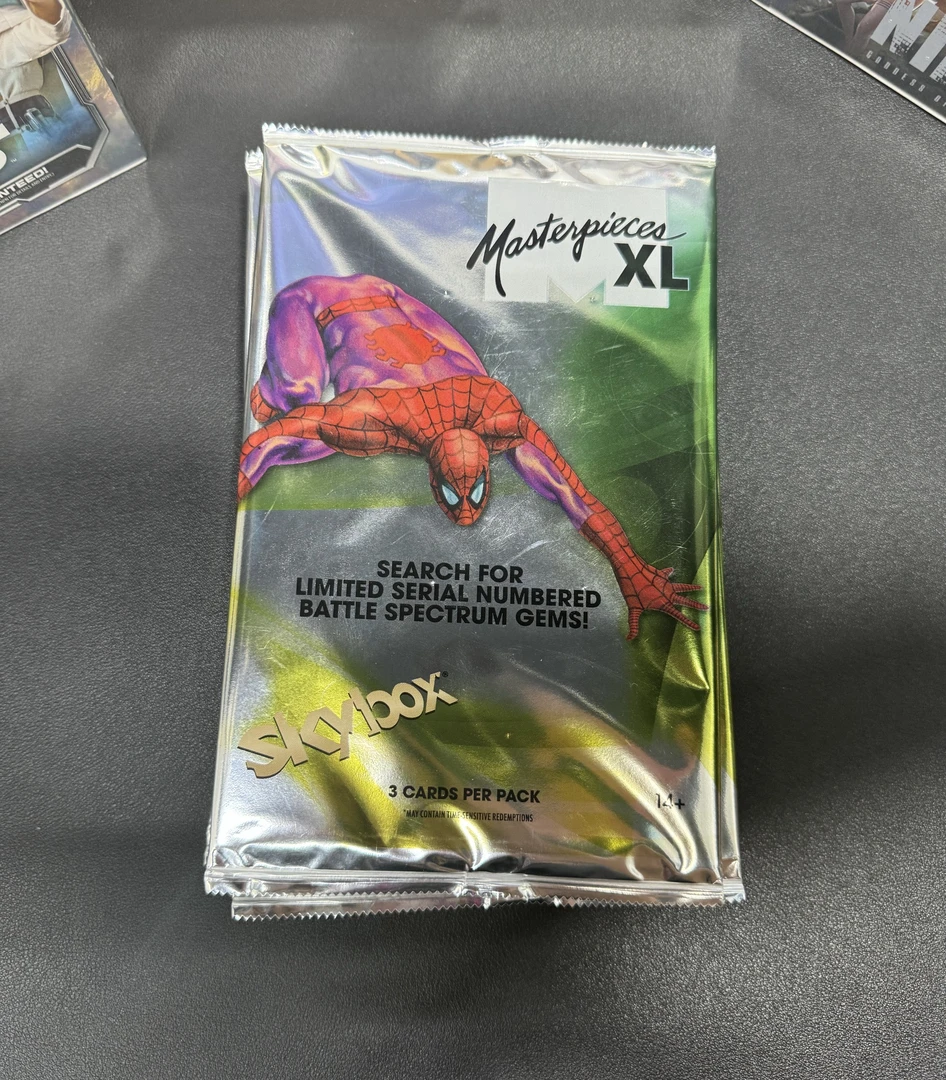 NTEED!
Masterpieces
XL
SEARCH FOR
LIMITED SERIAL NUMBERED
BATTLE SPECTRUM GEMS!
skybox®
3 CARDS PER PACK
14+
*MAY CONTAIN TIME-SENSITIVE REDEMPTIONS